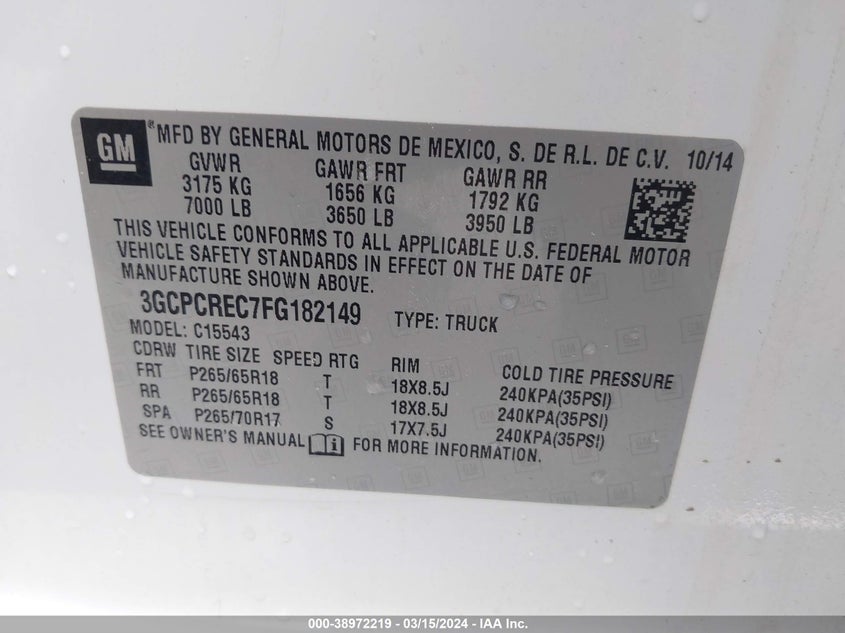 GM
® MFD BY GENERAL MOTORS DE MEXICO, S. DE R.L. DE C.V. 10/14
GVWR GAWR FRT GAWR RR
3175 KG 1656 KG 1792 KG
7000 LB 3650 LB 3950 LB
THIS VEHICLE CONFORMS TO ALL APPLICABLE U.S. FEDERAL MOTOR
VEHICLE SAFETY STANDARDS IN EFFECT ON THE DATE OF
MANUFACTURE SHOWN ABOVE.
3GCPCREC7FG182149 TYPE: TRUCK
MODEL: C15543
CDRW TIRE SIZE SPEED RTG RIM COLD TIRE PRESSURE
FRT P265/65R18 T 18X8.5J 240KPA(35PSI)
RR P265/65R18 T 18X8.5J 240KPA(35PSI)
SPA P265/70R17 S 17X7.5J 240KPA(35PSI)
SEE OWNER'S MANUAL FOR MORE INFORMATION.
000-38972219 - 03/15/2024 - IAA Inc.